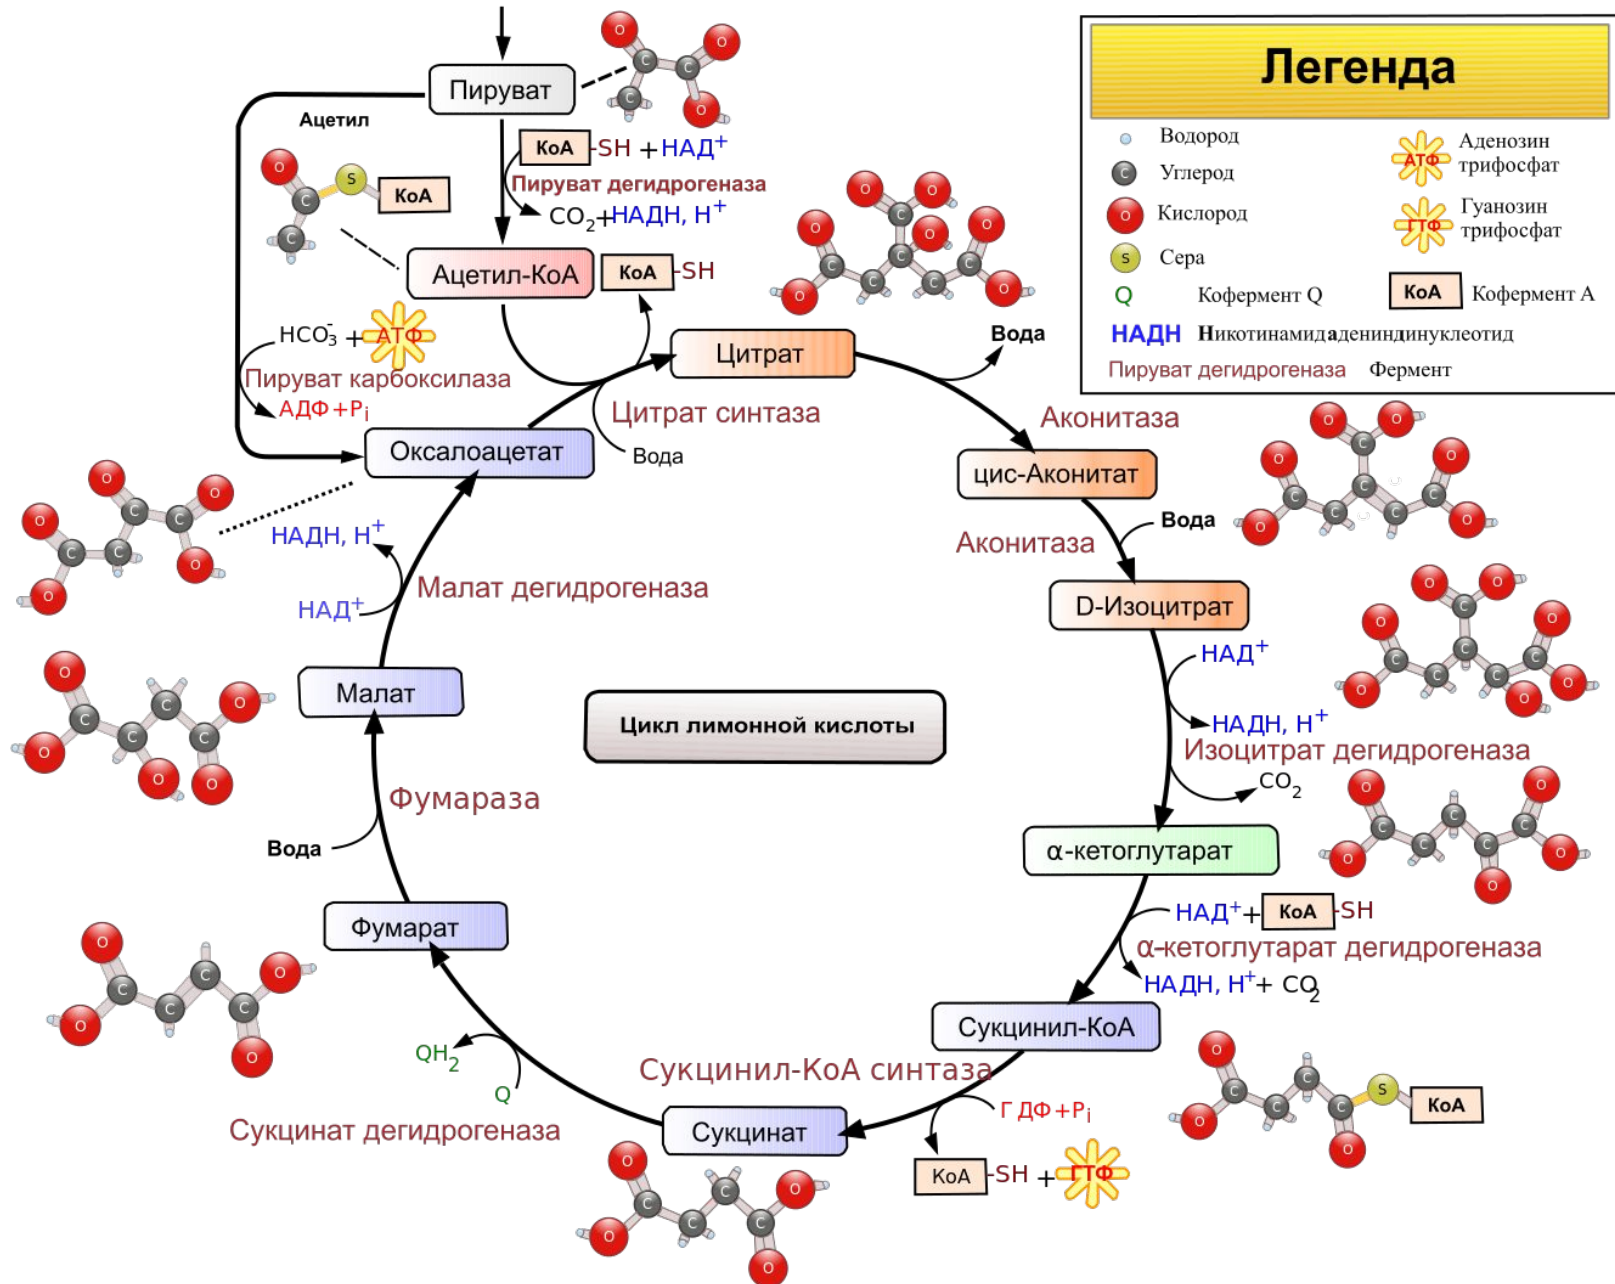 Пируват
Ацетил
КоА -SH + НАД+
Пируват дегидрогеназа
CO2+НАДН, H+
O
O
O
C
C
C
O
S
C
C
КоА
Ацетил-КоА
КоА -SH
HCO3- + АТФ
Пируват карбоксилаза
АДФ+Pi
Оксалоацетат
Цитрат
Цитрат синтаза
Вода
Вода
Аконитаза
цис-Аконитат
Вода
Аконитаза
D-Изоцитрат
НАД+
НАДН, H+
Изоцитрат дегидрогеназа
CO2
α-кетоглутарат
НАД+ + КоА -SH
α-кетоглутарат дегидрогеназа
НАДН, H+ + CO2
Сукцинил-КоА
S
КоА
Сукцинил-КоА синтаза
ГДФ+Pi
КоА -SH + ГТФ
Сукцинат
QH2
Q
Сукцинат дегидрогеназа
Фумарат
Вода
Фумараза
Малат
НАД+
НАДН, H+
Малат дегидрогеназа
Цикл лимонной кислоты
Легенда
Водород
C Углерод
O Кислород
S Сера
Q Кофермент Q
НАДН Никотинамидадениндинуклеотид
Пируват дегидрогеназа Фермент
АТФ Аденозин
трифосфат
ГТФ Гуанозин
трифосфат
КоА Кофермент А